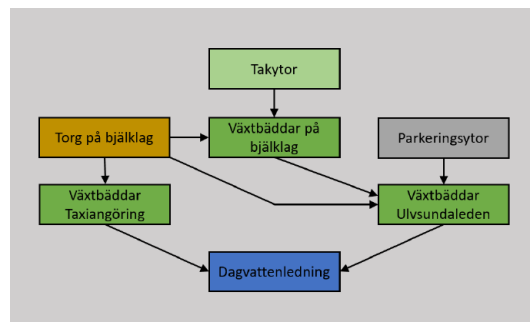 Takytor
Torg på bjälklag
Växtbäddar på
bjälklag
Parkeringsytor
Växtbäddar
Taxiangöring
Växtbäddar
Ulvsundaleden
Dagvattenledning